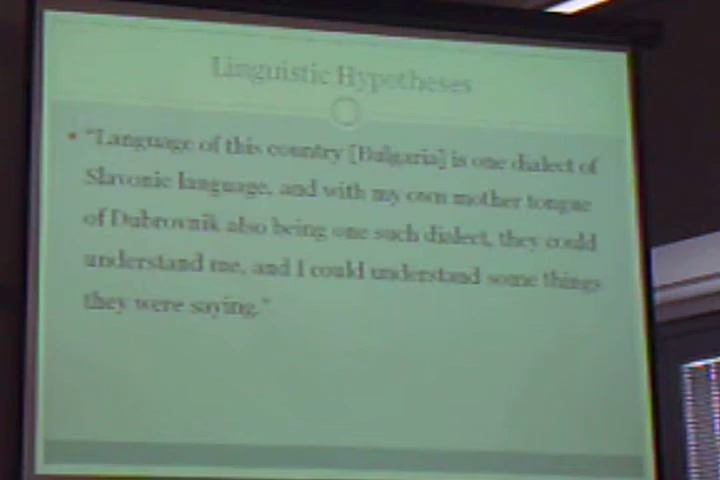 Linguistic Hypotheses
"Language of this country [Bulgaria] is one dialect of
Slavonic language, and with my own mother tongue
of Dubrovnik also being one such dialect, they could
understand me, and I could understand some things
they were saying."